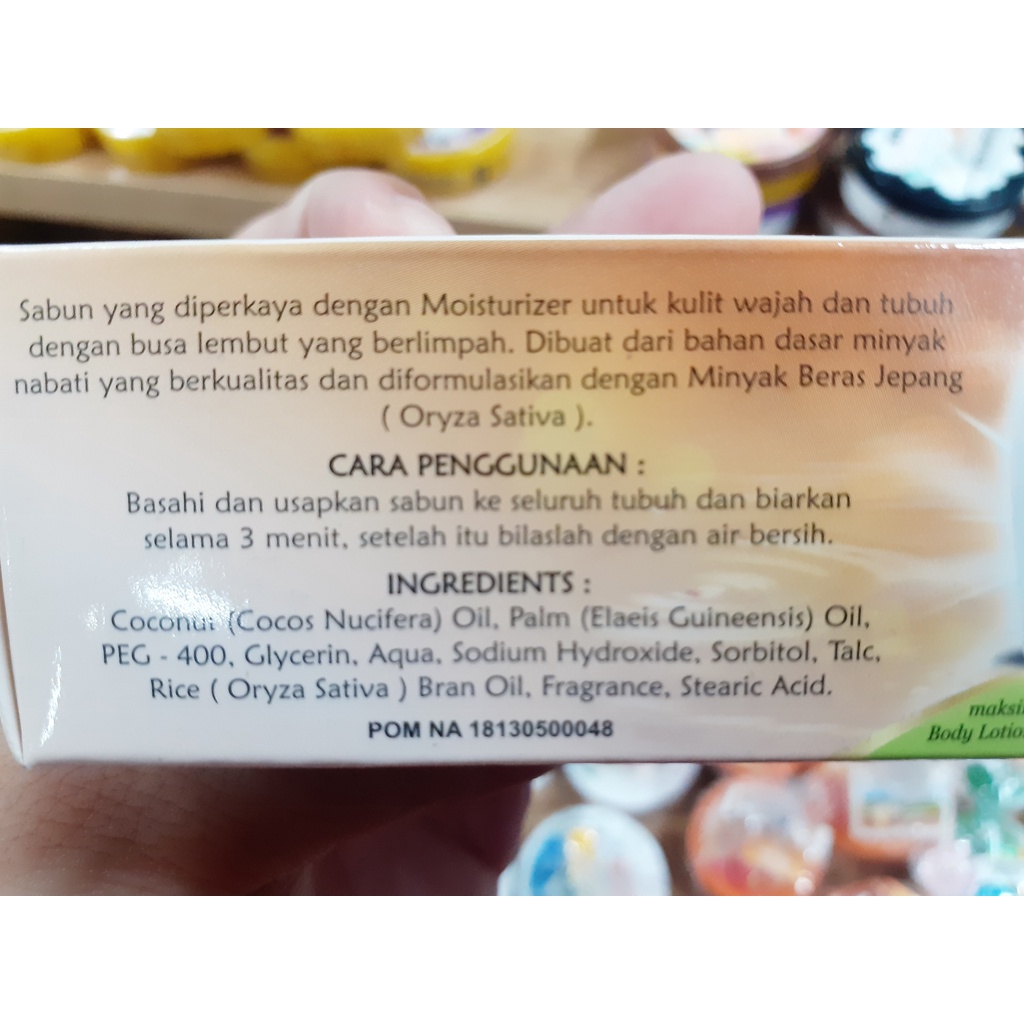 Sabun yang diperkaya dengan Moisturizer untuk kulit wajah dan tubuh
dengan busa lembut yang berlimpah. Dibuat dari bahan dasar minyak
nabati yang berkualitas dan diformulasikan dengan Minyak Beras Jepang
( Oryza Sativa ).
CARA PENGGUNAAN :
Basahi dan usapkan sabun ke seluruh tubuh dan biarkan
selama 3 menit, setelah itu bilaslah dengan air bersih.
INGREDIENTS :
Coconut (Cocos Nucifera) Oil, Palm (Elaeis Guineensis) Oil,
PEG - 400, Glycerin, Aqua, Sodium Hydroxide, Sorbitol, Talc,
Rice ( Oryza Sativa ) Bran Oil, Fragrance, Stearic Acid.
POM NA 18130500048
Body